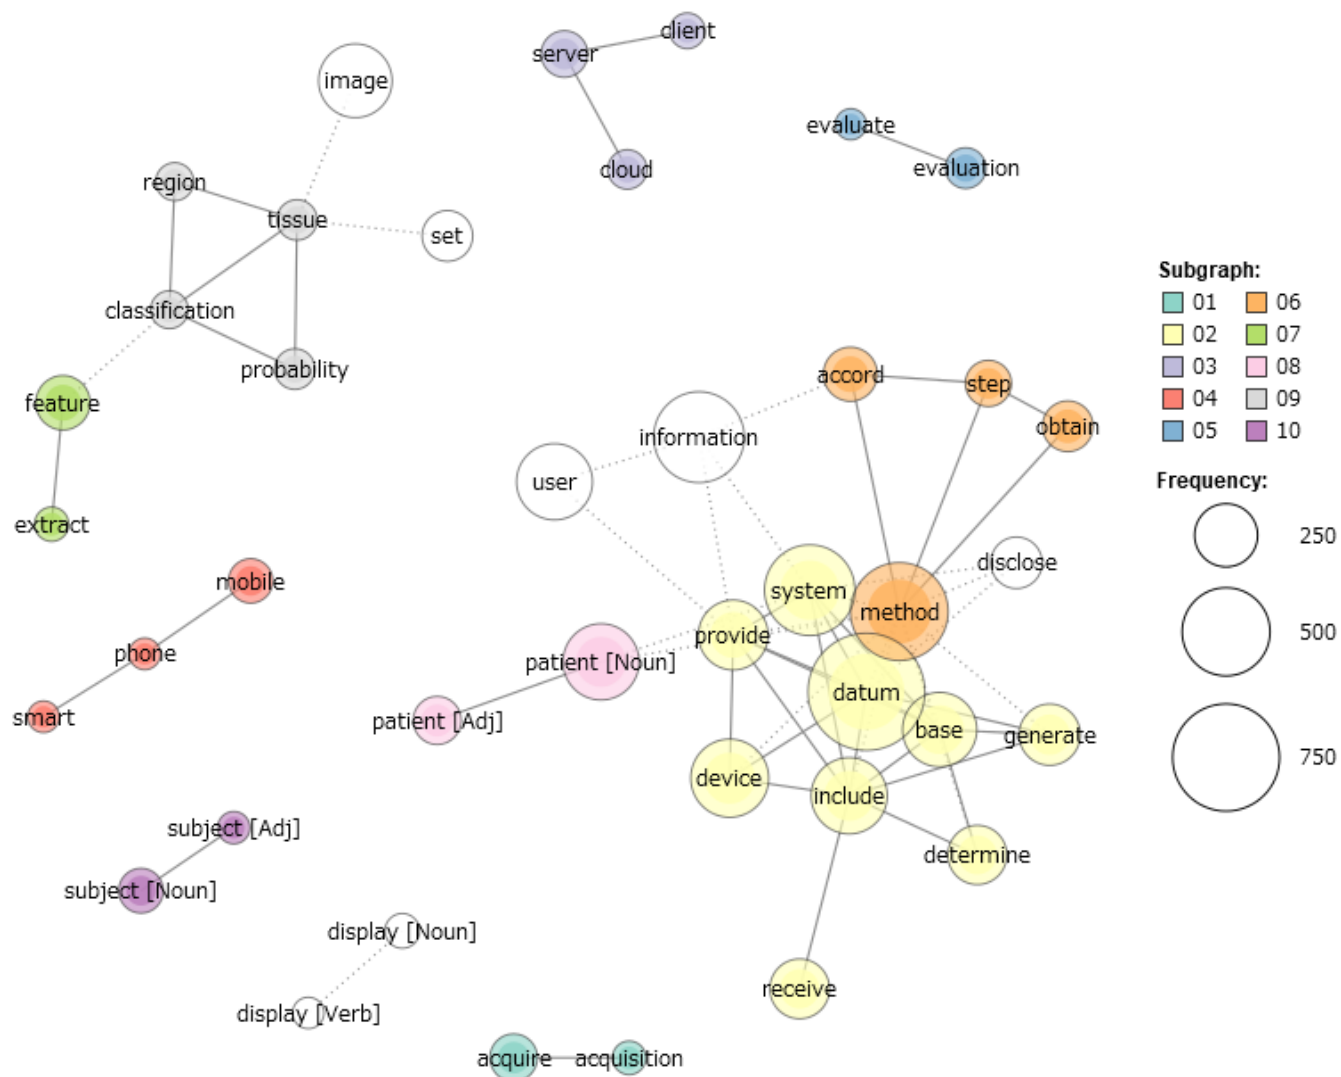 client
server
image
evaluate
evaluation
cloud
region
tissue
set
Subgraph:
01 06
02 07
03 08
04 09
05 10
classification
probability
feature
accord
step
obtain
information
user
Frequency:
250
500
750
extract
mobile
disclose
system
method
provide
phone
patient [Noun]
datum
smart
patient [Adj]
base
generate
device
include
subject [Adj]
determine
subject [Noun]
display [Noun]
receive
display [Verb]
acquire
acquisition